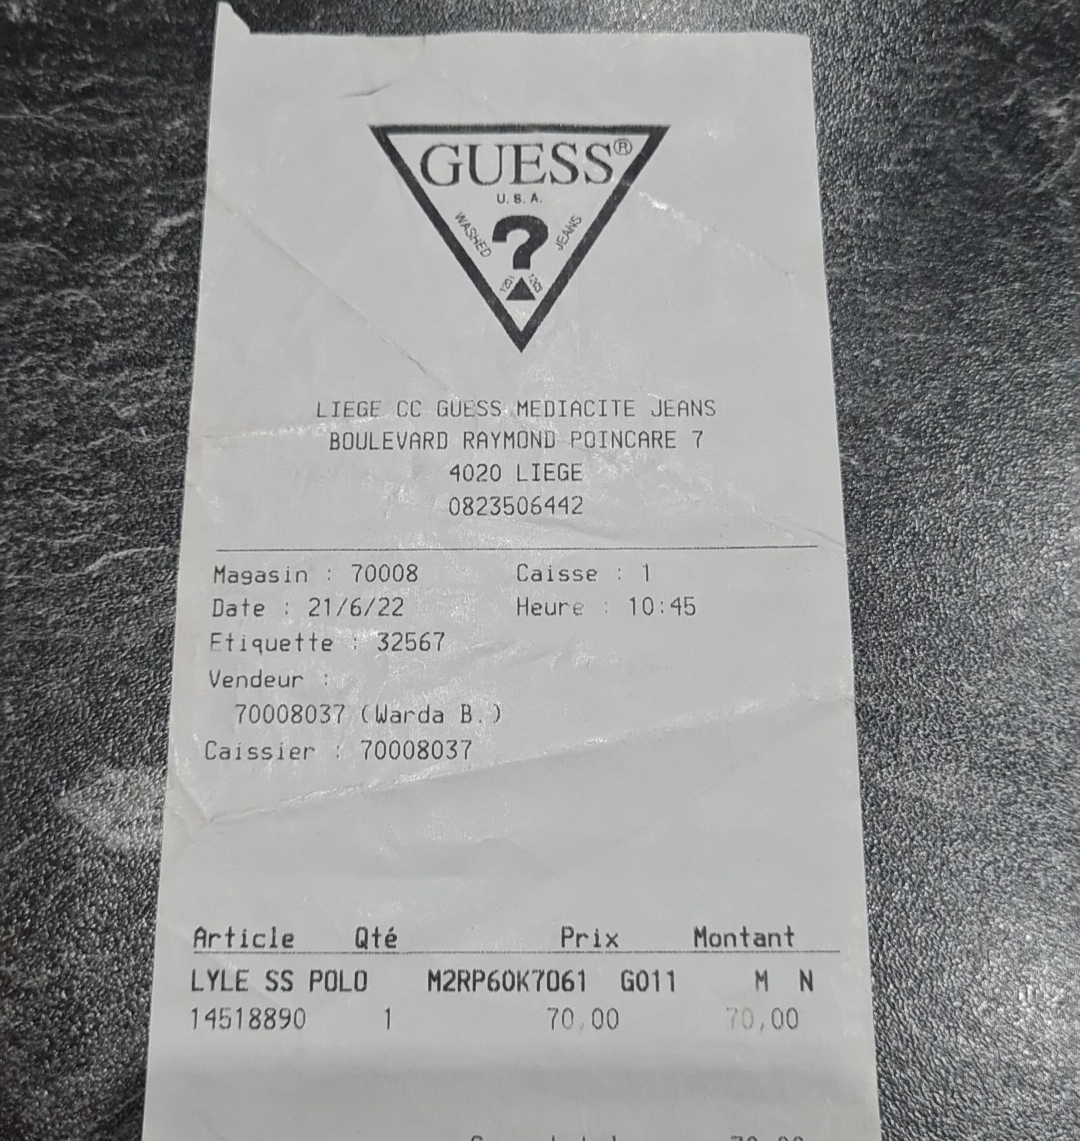 GUESS®
U.S.A.
WASHED ? JEANS
LIEGE CC GUESS MEDIACITE JEANS
BOULEVARD RAYMOND POINCARE 7
4020 LIEGE
0823506442
Magasin : 70008 Caisse : 1
Date : 21/6/22 Heure : 10:45
Etiquette : 32567
Vendeur :
70008037 (Warda B.)
Caissier : 70008037
Article Qté Prix Montant
LYLE SS POLO M2RP60K7061 G011 M N
14518890 1 70,00 70,00